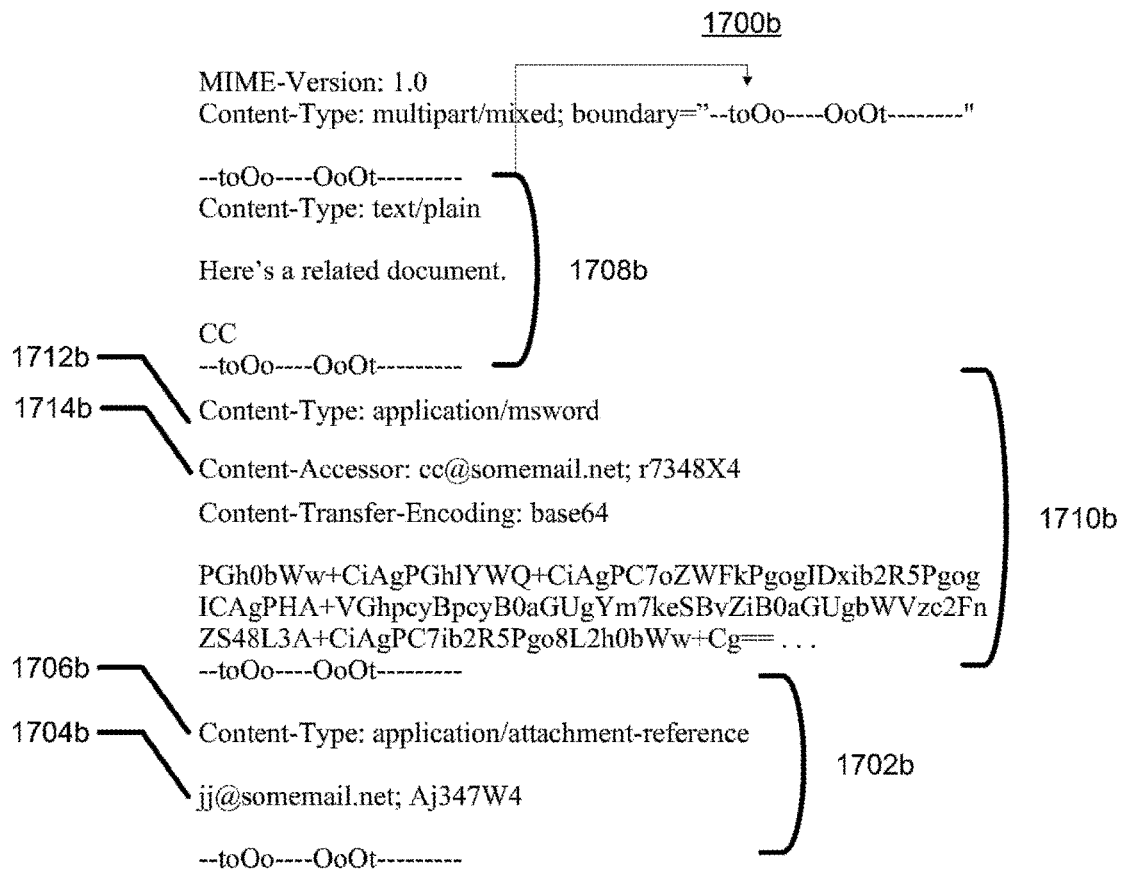 1700b
MIME-Version: 1.0
Content-Type: multipart/mixed; boundary=”--toOo----OoOt--------"
--toOo----OoOt---------
Content-Type: text/plain
Here’s a related document.
1708b
CC
--toOo----OoOt---------
1712b
Content-Type: application/msword
1714b
Content-Accessor: cc@somemail.net; r7348X4
Content-Transfer-Encoding: base64
1710b
PGh0bWw+CiAgPGhlYWQ+CiAgPC7oZWFkPgogIDxib2R5Pgog
ICAgPHA+VGhpcyBpcyB0aGUgYm7keSBvZiB0aGUgbWVzc2Fn
ZS48L3A+CiAgPC7ib2R5Pgo8L2h0bWw+Cg== . . .
--toOo----OoOt---------
1706b
Content-Type: application/attachment-reference
1704b
1702b
jj@somemail.net; Aj347W4
--toOo----OoOt---------